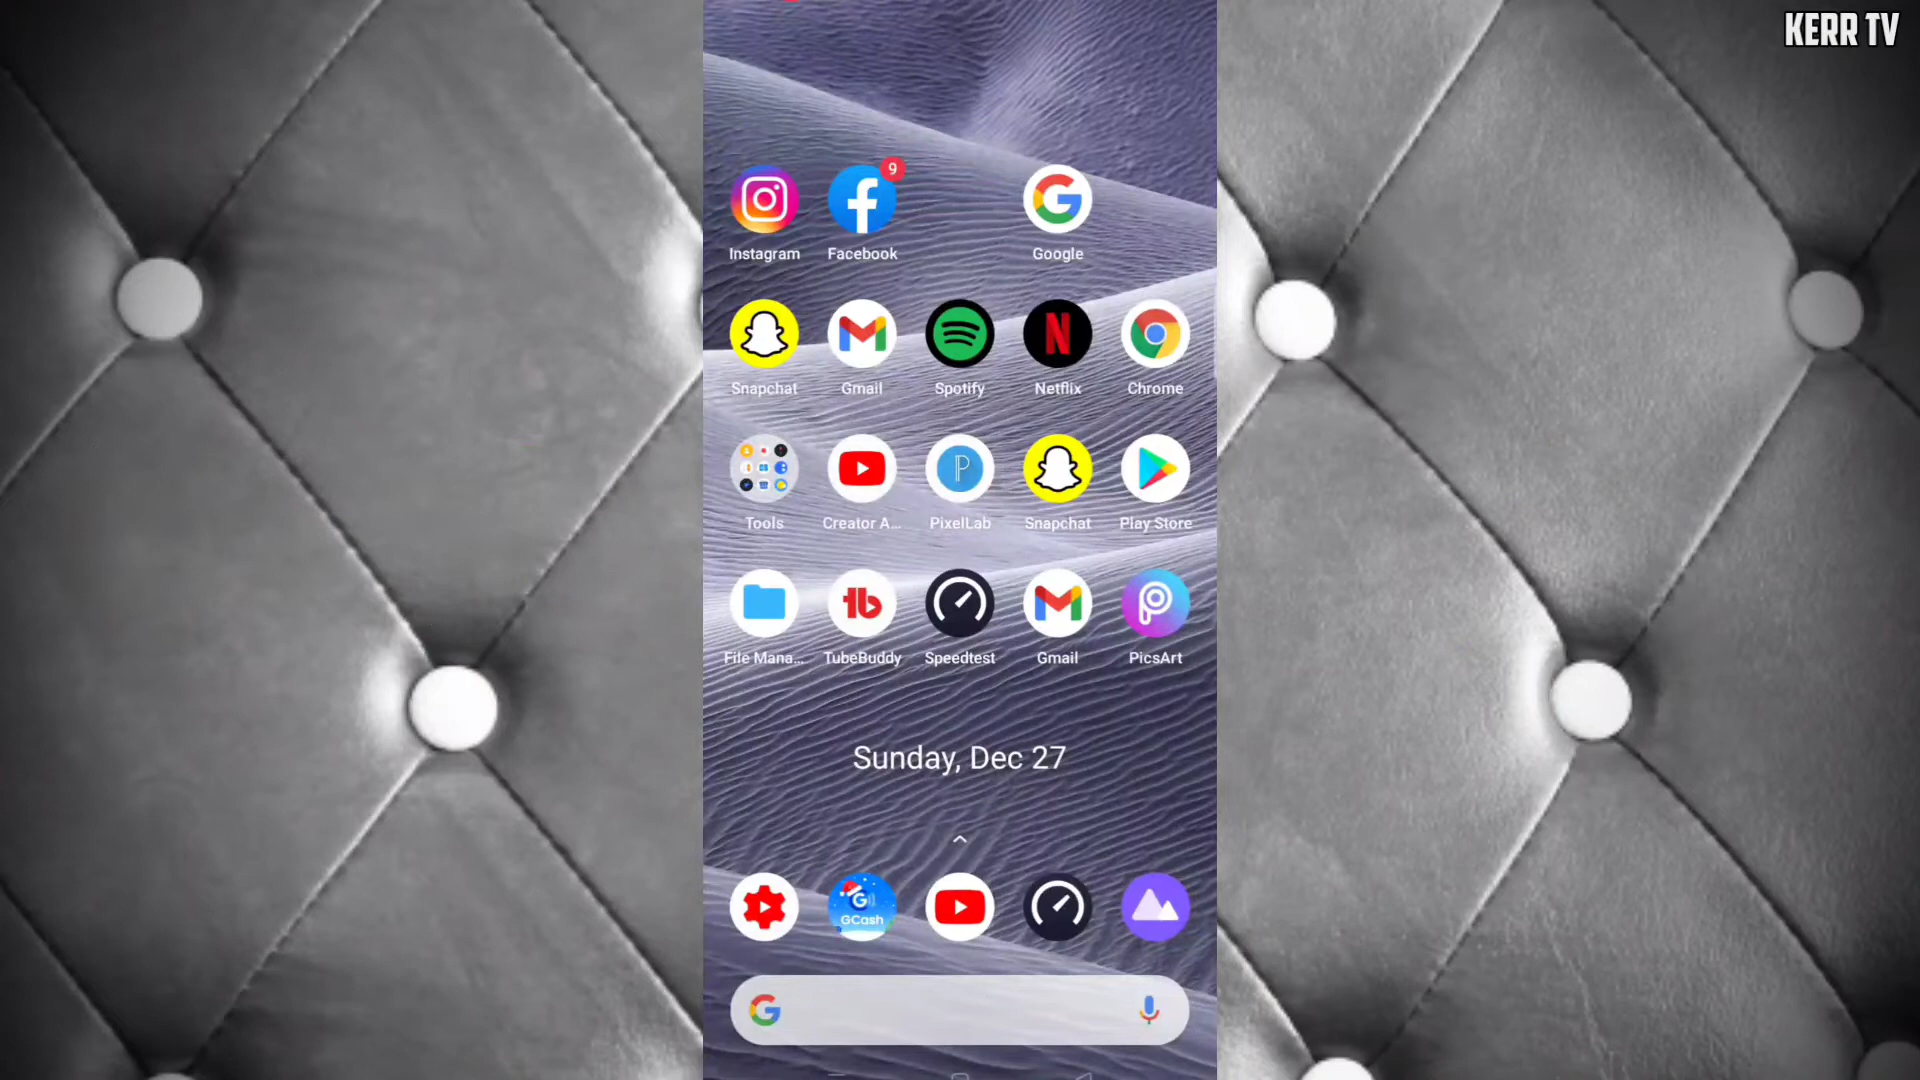 KERR TV
9
Instagram Facebook Google
Snapchat Gmail Spotify Netflix Chrome
Tools Creator A... PixelLab Snapchat Play Store
File Mana... TubeBuddy Speedtest Gmail PicsArt
Sunday, Dec 27
GCash